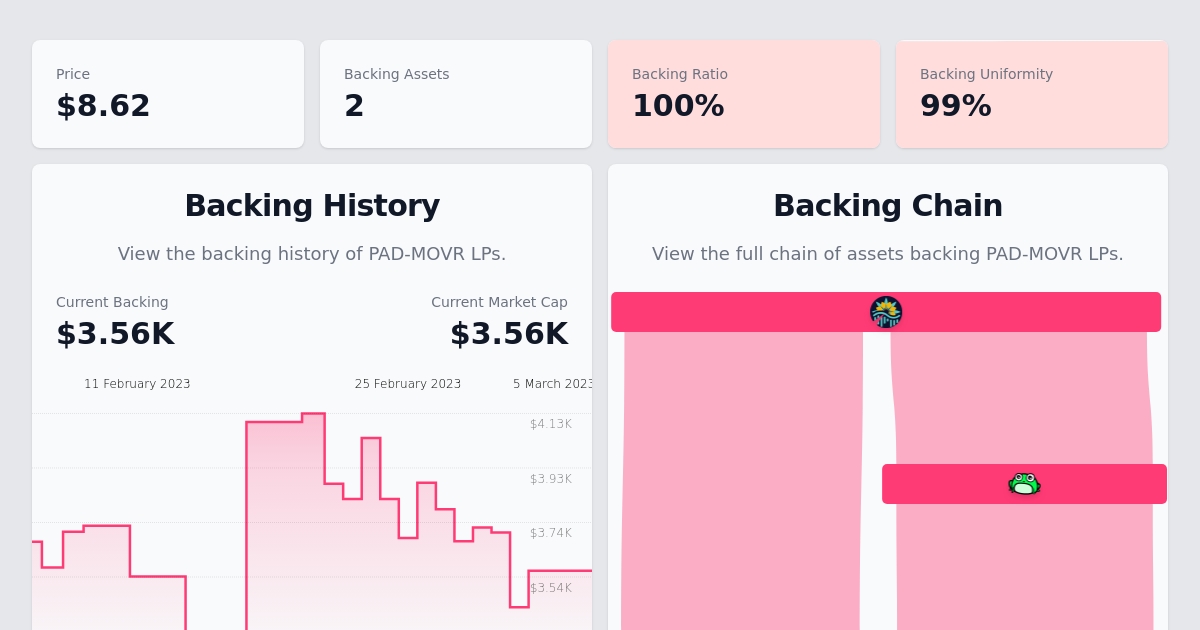 Price
$8.62
Backing Assets
2
Backing Ratio
100%
Backing Uniformity
99%
Backing History
View the backing history of PAD-MOVR LPs.
Current Backing
$3.56K
Current Market Cap
$3.56K
11 February 2023
25 February 2023
5 March 2023
$4.13K
$3.93K
$3.74K
$3.54K
Backing Chain
View the full chain of assets backing PAD-MOVR LPs.